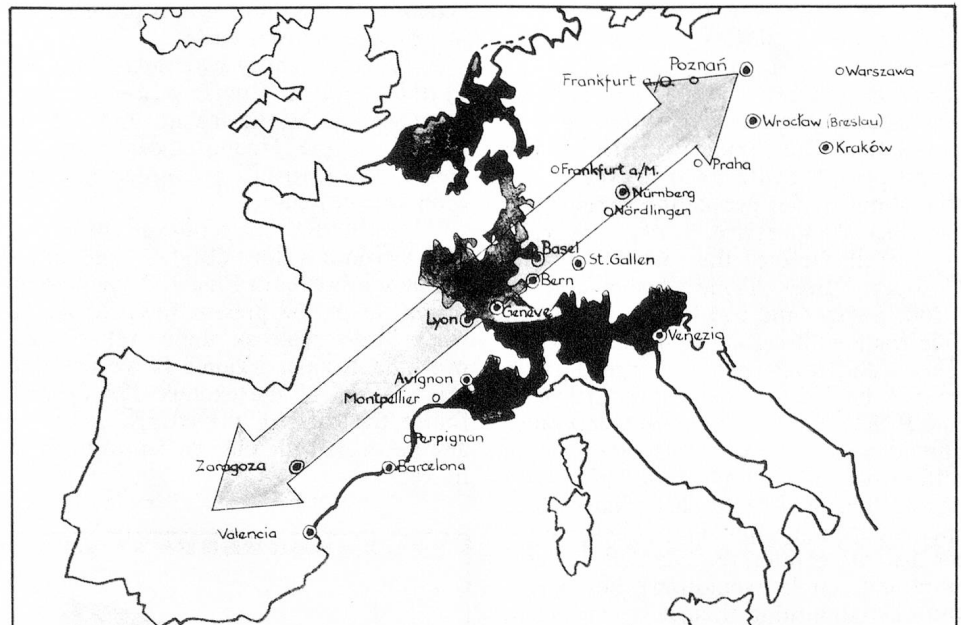 Poznań
Frankfurt a/O.
Warszawa
Wrocław (Breslau)
Kraków
Praha
Frankfurt a/M.
Nürnberg
Nördlingen
Basel
St. Gallen
Bern
Genève
Lyon
Venezia
Avignon
Montpellier
Perpignan
Zaragoza
Barcelona
Valencia